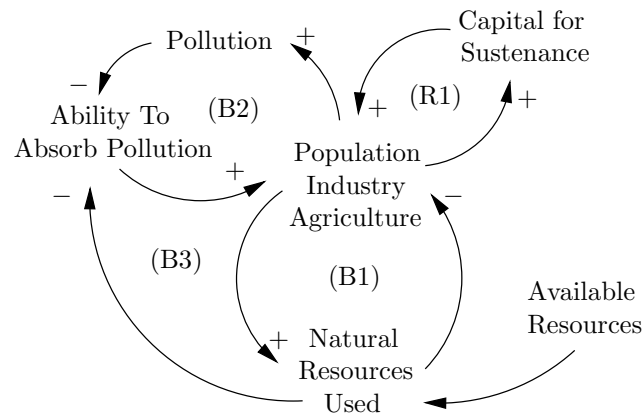 Capital for
Sustenance
+
Pollution
+
−
Ability To
Absorb Pollution
(B2)
+
(R1)
+
Population
Industry
Agriculture
+
−
−
(B3)
(B1)
Available
Resources
+
Natural
Resources
Used